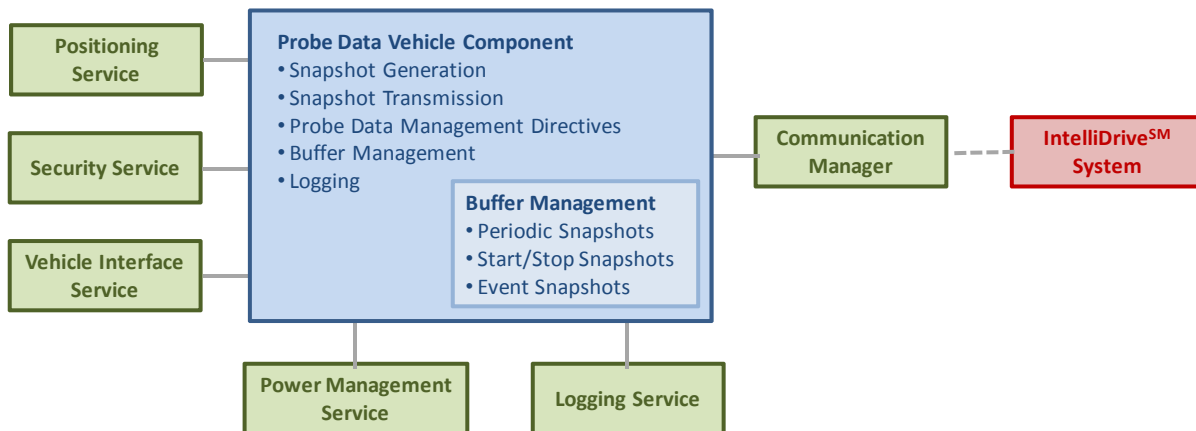 Positioning
Service
Security Service
Vehicle Interface
Service
Probe Data Vehicle Component
• Snapshot Generation
• Snapshot Transmission
• Probe Data Management Directives
• Buffer Management
• Logging
Buffer Management
• Periodic Snapshots
• Start/Stop Snapshots
• Event Snapshots
Communication
Manager
IntelliDriveSM
System
Power Management
Service
Logging Service